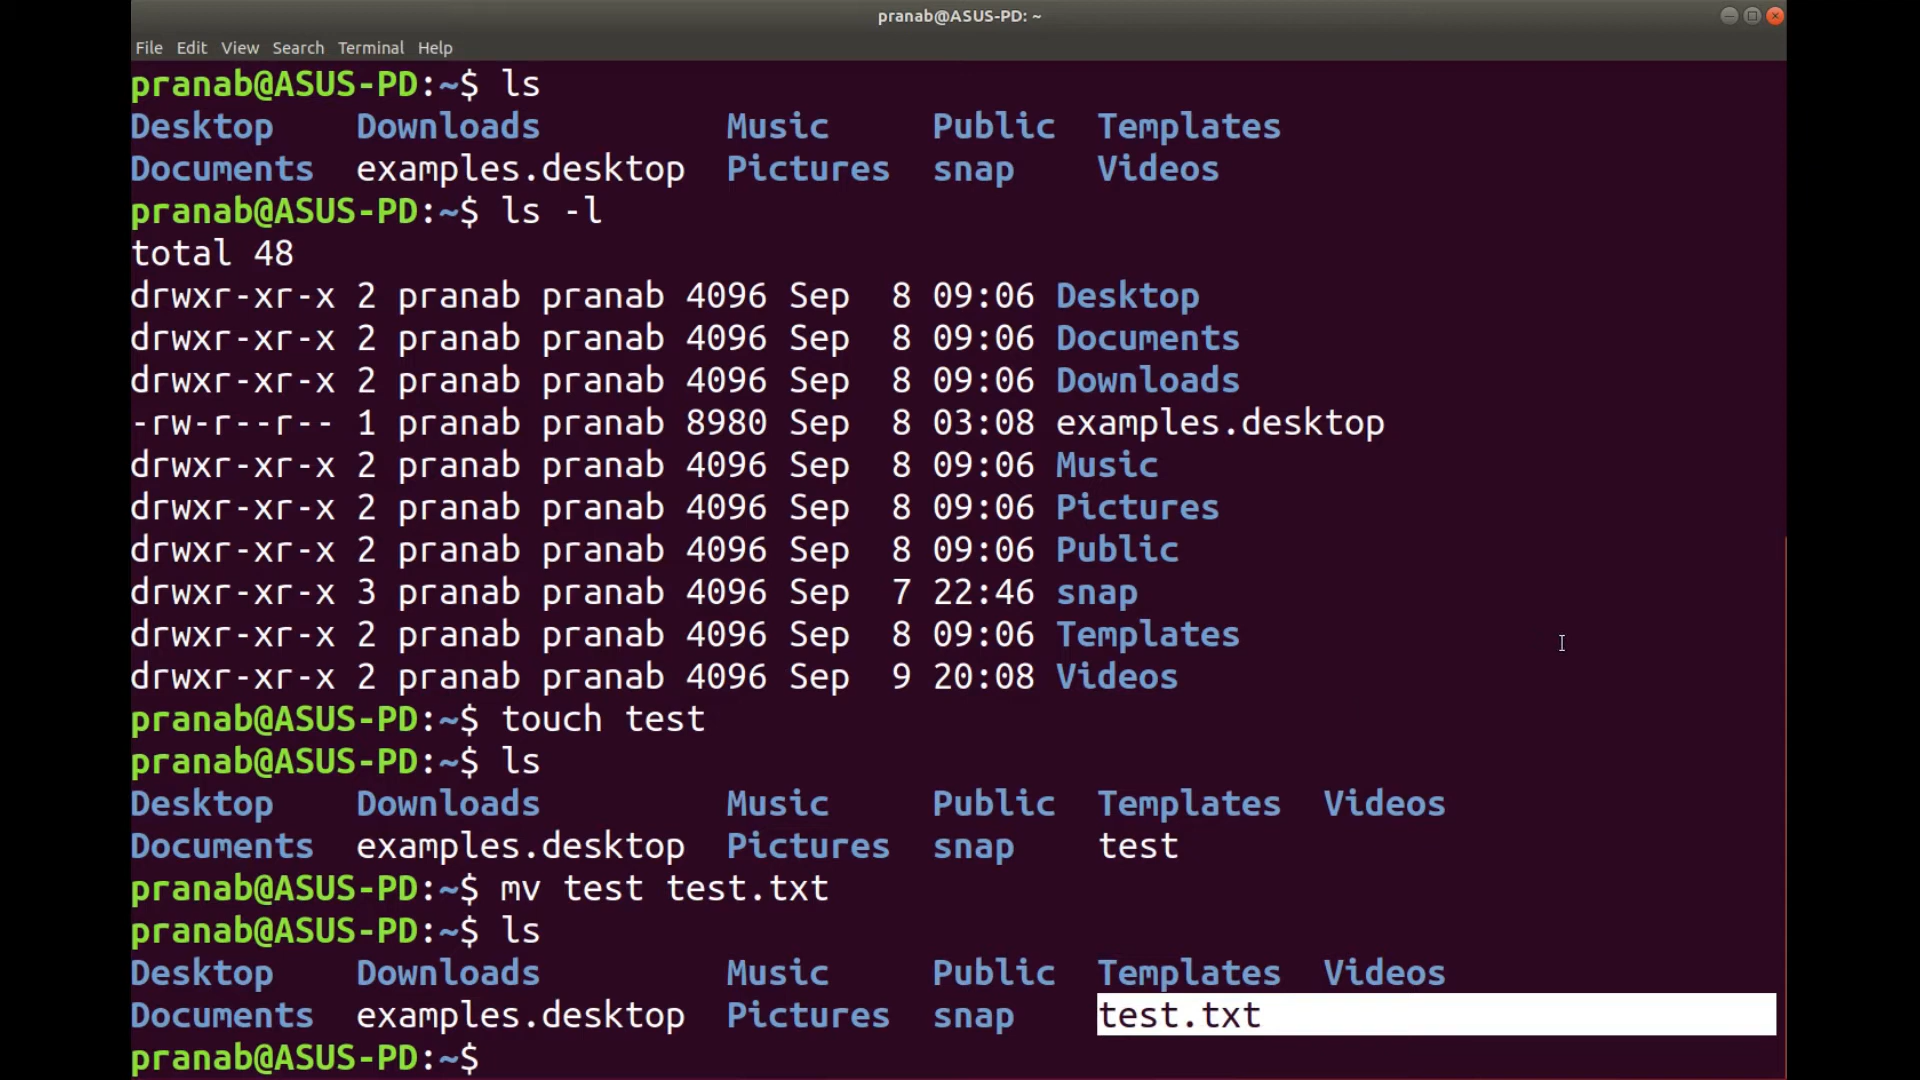 pranab@ASUS-PD: ~
File Edit View Search Terminal Help
pranab@ASUS-PD:~$ ls
Desktop Downloads Music Public Templates
Documents examples.desktop Pictures snap Videos
pranab@ASUS-PD:~$ ls -l
total 48
drwxr-xr-x 2 pranab pranab 4096 Sep  8 09:06 Desktop
drwxr-xr-x 2 pranab pranab 4096 Sep  8 09:06 Documents
drwxr-xr-x 2 pranab pranab 4096 Sep  8 09:06 Downloads
-rw-r--r-- 1 pranab pranab 8980 Sep  8 03:08 examples.desktop
drwxr-xr-x 2 pranab pranab 4096 Sep  8 09:06 Music
drwxr-xr-x 2 pranab pranab 4096 Sep  8 09:06 Pictures
drwxr-xr-x 2 pranab pranab 4096 Sep  8 09:06 Public
drwxr-xr-x 3 pranab pranab 4096 Sep  7 22:46 snap
drwxr-xr-x 2 pranab pranab 4096 Sep  8 09:06 Templates
drwxr-xr-x 2 pranab pranab 4096 Sep  9 20:08 Videos
pranab@ASUS-PD:~$ touch test
pranab@ASUS-PD:~$ ls
Desktop Downloads Music Public Templates Videos
Documents examples.desktop Pictures snap test
pranab@ASUS-PD:~$ mv test test.txt
pranab@ASUS-PD:~$ ls
Desktop Downloads Music Public Templates Videos
Documents examples.desktop Pictures snap test.txt
pranab@ASUS-PD:~$